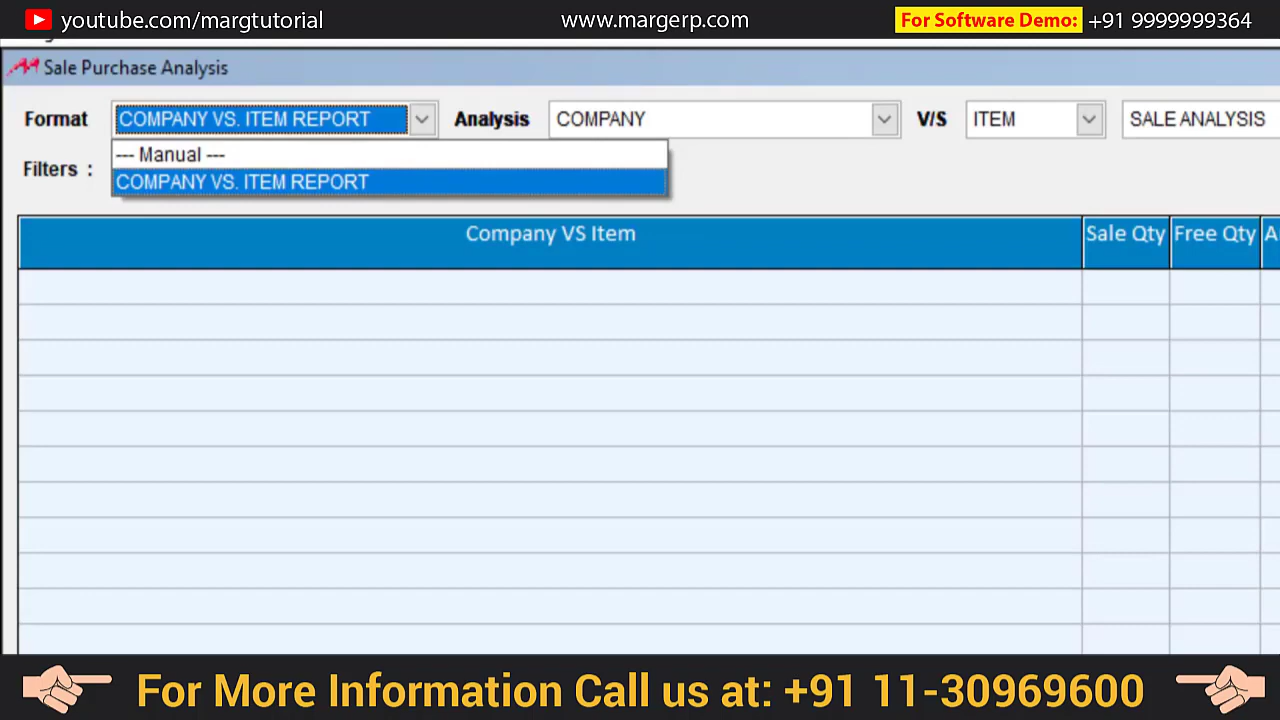 youtube.com/margtutorial www.margerp.com For Software Demo: +91 9999999364
Sale Purchase Analysis
Format COMPANY VS. ITEM REPORT Analysis COMPANY V/S ITEM SALE ANALYSIS
--- Manual ---
Filters :
COMPANY VS. ITEM REPORT
Company VS Item Sale Qty Free Qty
For More Information Call us at: +91 11-30969600